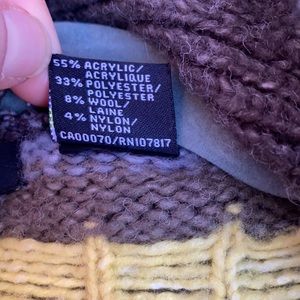 55% ACRYLIC/
ACRYLIQUE
33% POLYESTER/
POLYESTER
8% WOOL/
LAINE
4% NYLON/
NYLON
CA00070/RN107817